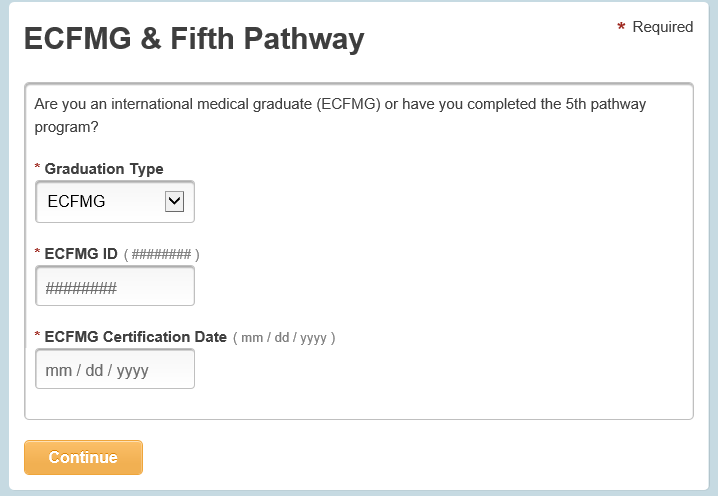 ECFMG & Fifth Pathway
* Required
Are you an international medical graduate (ECFMG) or have you completed the 5th pathway
program?
* Graduation Type
ECFMG
* ECFMG ID ( ######## )
########
* ECFMG Certification Date ( mm / dd / yyyy )
mm / dd / yyyy
Continue